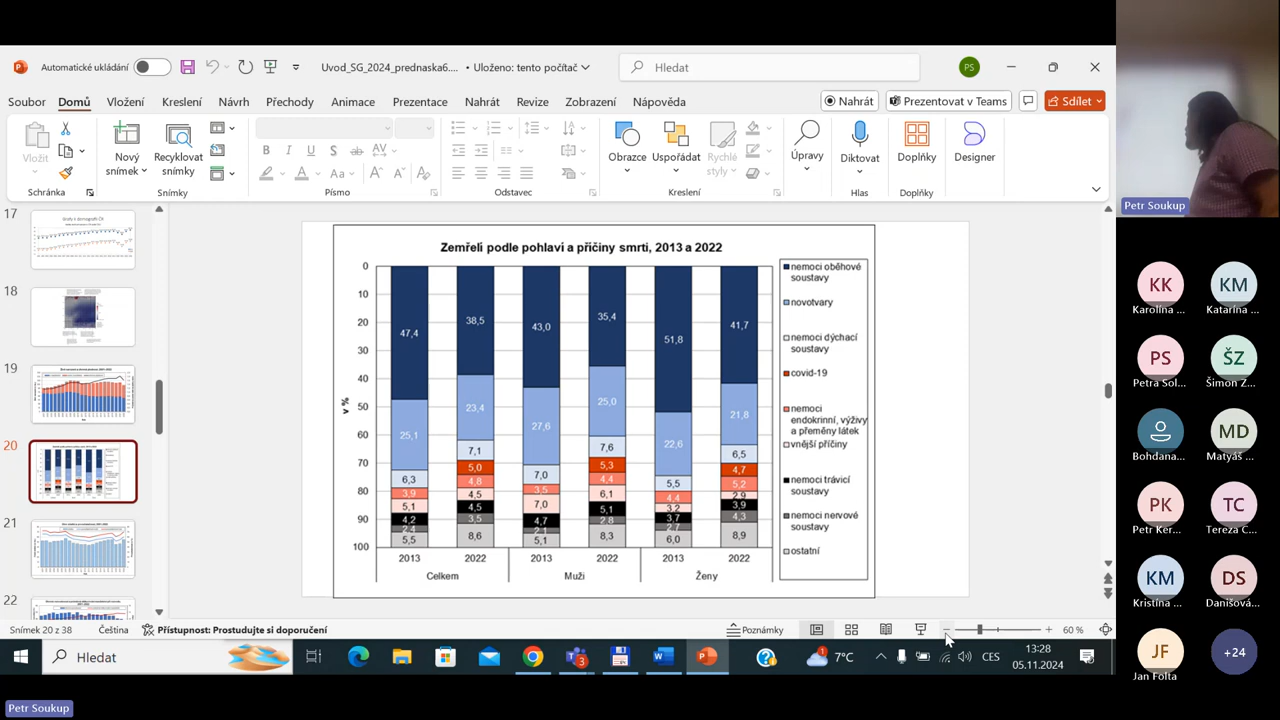 Automatické ukládání
Uvod_SG_2024_prednaska6.... • Uloženo: tento počítač
Hledat
PS
Soubor Domů Vložení Kreslení Návrh Přechody Animace Prezentace Nahrát Revize Zobrazení Nápověda
Nahrát
Prezentovat v Teams
Sdílet
Vložit
Nový snímek
Recyklovat snímky
Obrazce
Uspořádat
Rychlé styly
Úpravy
Diktovat
Doplňky
Designer
Schránka
Snímky
Písmo
Odstavec
Kreslení
Hlas
Doplňky
17
18
19
20
21
22
Zemřelí podle pohlaví a příčiny smrti, 2013 a 2022
v %
0
10
20
30
40
50
60
70
80
90
100
47,4 38,5 43,0 35,4 51,8 41,7
25,1 23,4 27,6 25,0 22,6 21,8
6,3 7,1 7,0 7,6 5,5 6,5
5,0 5,3 4,7
3,9 4,8 3,5 4,4 4,4 5,2
5,1 4,5 7,0 6,1 3,2 2,9
4,2 4,5 4,7 5,1 3,7 3,9
3,5 2,8 2,7 4,3
5,5 8,6 5,1 8,3 6,0 8,9
2013 2022 2013 2022 2013 2022
Celkem Muži Ženy
nemoci oběhové
soustavy
novotvary
nemoci dýchací
soustavy
covid-19
nemoci
endokrinní, výživy
a přeměny látek
vnější příčiny
nemoci trávicí
soustavy
nemoci nervové
soustavy
ostatní
Snímek 20 z 38
Čeština
Přístupnost: Prostudujte si doporučení
Poznámky
60 %
Hledat
3
1
7°C
CES
13:28
05.11.2024
Petr Soukup
Petr Soukup
KK
Karolína ...
KM
Katarína ...
PS
Petra Sol...
ŠZ
Šimon Z...
Bohdana...
MD
Matyáš ...
PK
Petr Ker...
TC
Tereza Č...
KM
Kristína ...
DS
Danišová...
JF
Jan Folta
+24